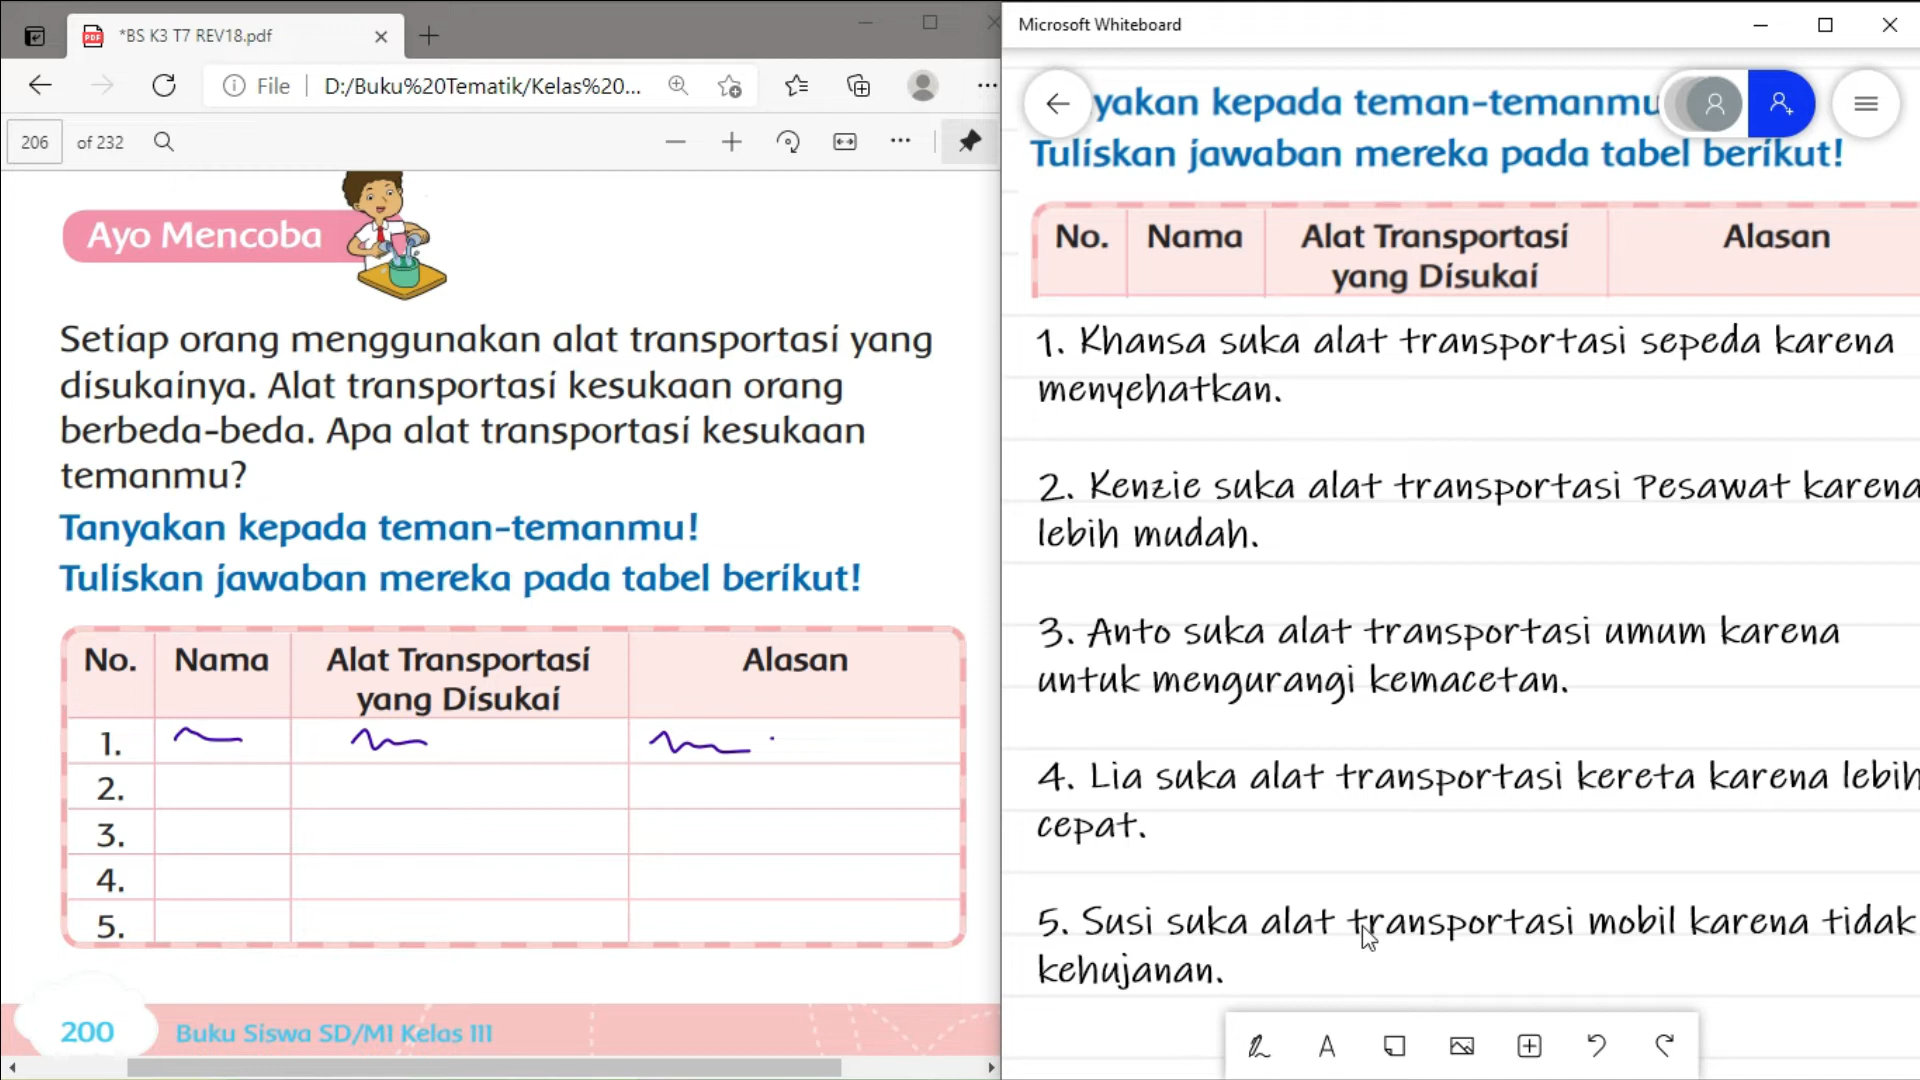 *BS K3 T7 REV18.pdf
File
D:/Buku%20Tematik/Kelas%20...
206 of 232
Ayo Mencoba
Setiap orang menggunakan alat transportasi yang
disukainya. Alat transportasi kesukaan orang
berbeda-beda. Apa alat transportasi kesukaan
temanmu?
Tanyakan kepada teman-temanmu!
Tuliskan jawaban mereka pada tabel berikut!
No. Nama Alat Transportasi Alasan
yang Disukai
1.
2.
3.
4.
5.
200 Buku Siswa SD/MI Kelas III
Microsoft Whiteboard
yakan kepada teman-temanmu
Tuliskan jawaban mereka pada tabel berikut!
No. Nama Alat Transportasi Alasan
yang Disukai
1. Khansa suka alat transportasi sepeda karena
menyehatkan.
2. Kenzie suka alat transportasi Pesawat karena
lebih mudah.
3. Anto suka alat transportasi umum karena
untuk mengurangi kemacetan.
4. Lia suka alat transportasi kereta karena lebih
cepat.
5. Susi suka alat transportasi mobil karena tidak
kehujanan.